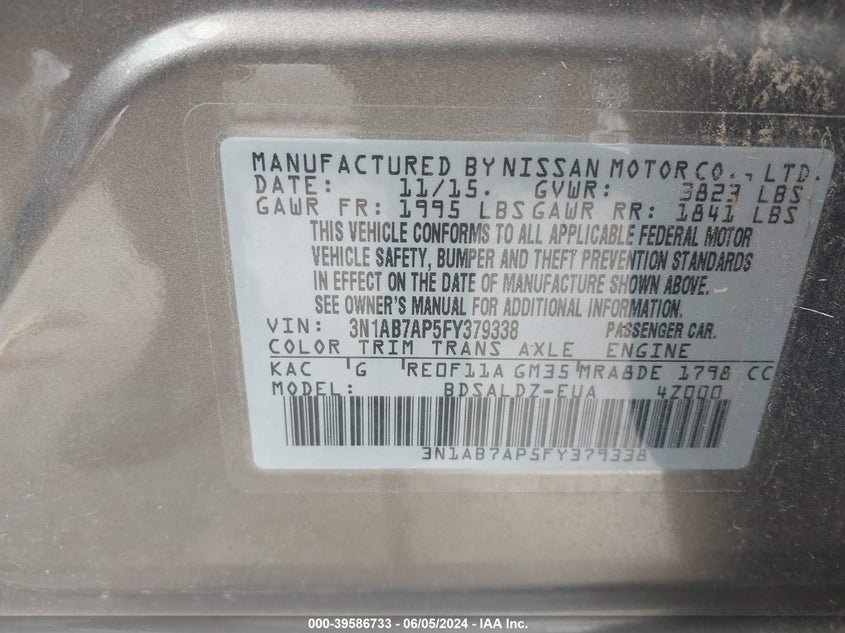 MANUFACTURED BY NISSAN MOTOR CO., LTD.
DATE: 11/15. GVWR: 3823 LBS
GAWR FR: 1995 LBS GAWR RR: 1841 LBS
THIS VEHICLE CONFORMS TO ALL APPLICABLE FEDERAL MOTOR
VEHICLE SAFETY, BUMPER AND THEFT PREVENTION STANDARDS
IN EFFECT ON THE DATE OF MANUFACTURE SHOWN ABOVE.
SEE OWNER'S MANUAL FOR ADDITIONAL INFORMATION.
VIN: 3N1AB7AP5FY379338 PASSENGER CAR.
COLOR TRIM TRANS AXLE ENGINE
KAC G RE0F11A GM35 MRA8DE 1798 CC
MODEL: BDSALDZ-EUA 4Z000
3N1AB7AP5FY379338
000-39586733 - 06/05/2024 - IAA Inc.